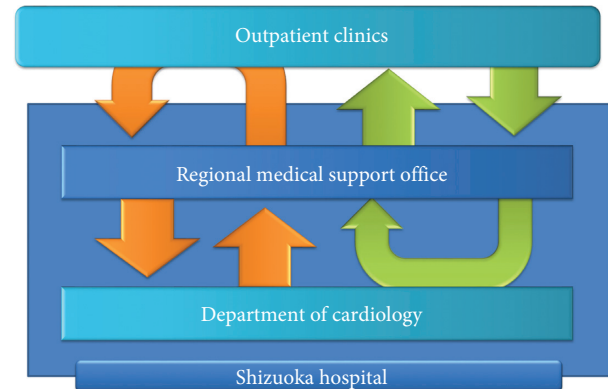 Outpatient clinics
Regional medical support office
Department of cardiology
Shizuoka hospital